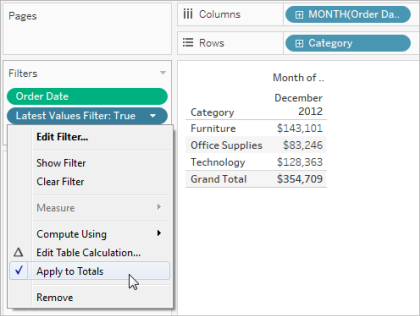 Pages
Columns
MONTH(Order Da..
Rows
Category
Filters
Order Date
Latest Values Filter: True
Edit Filter...
Show Filter
Clear Filter
Measure
Compute Using
Edit Table Calculation...
Apply to Totals
Remove
Month of ..
Category December 2012
Furniture $143,101
Office Supplies $83,246
Technology $128,363
Grand Total $354,709